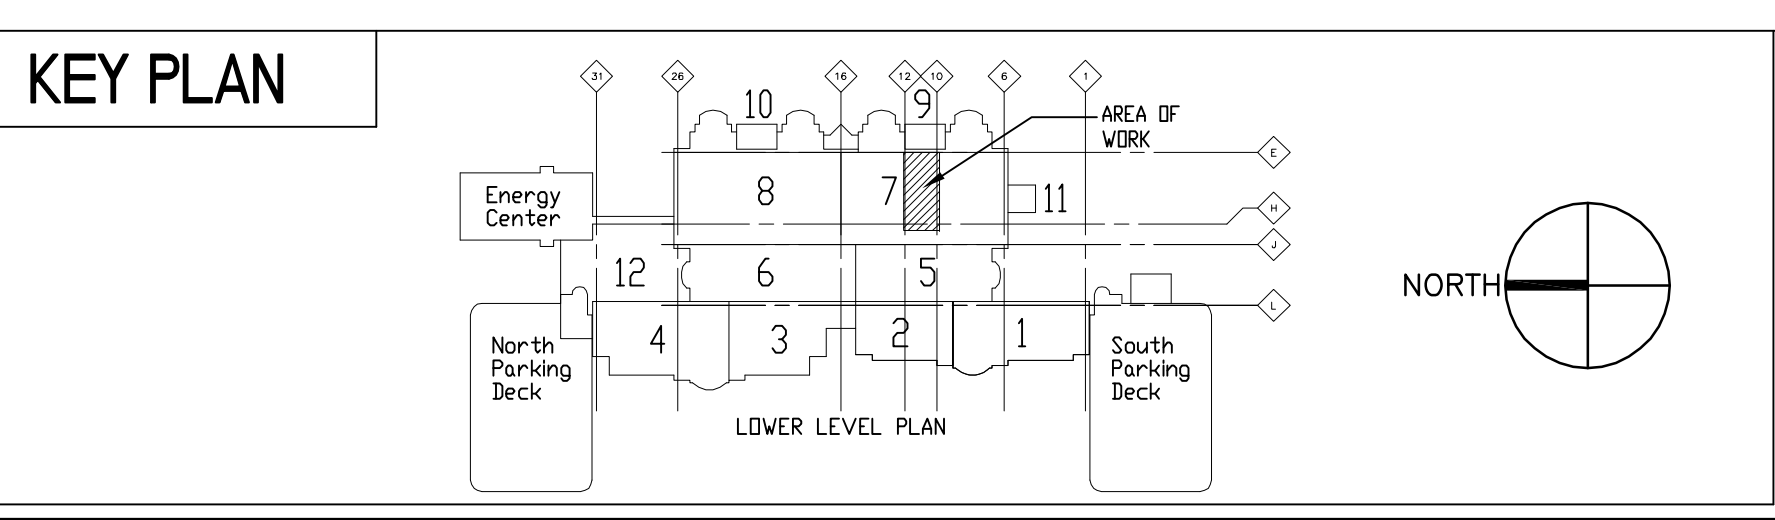 KEY PLAN
31 26 16 12 10 6 1
10 9
AREA OF
WORK
E
Energy
Center
8 7 11
H
J
12 6 5
L
4 3 2 1
North
Parking
Deck
South
Parking
Deck
LOWER LEVEL PLAN
NORTH